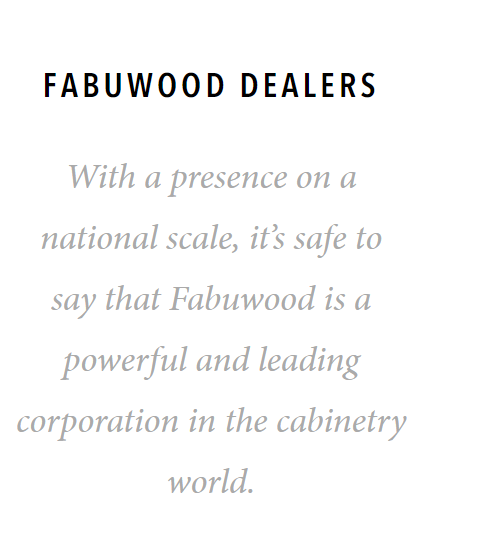 FABUWOOD DEALERS
With a presence on a
national scale, it’s safe to
say that Fabuwood is a
powerful and leading
corporation in the cabinetry
world.